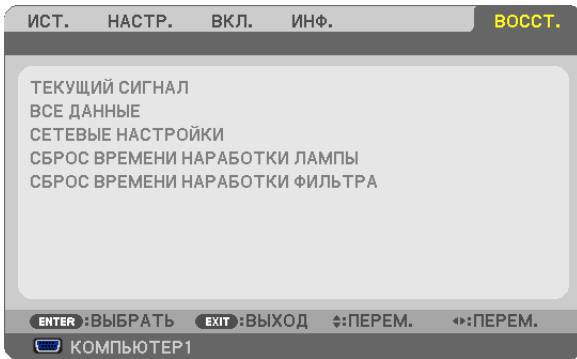 ИСТ. НАСТР. ВКЛ. ИНФ. ВОССТ.
ТЕКУЩИЙ СИГНАЛ
ВСЕ ДАННЫЕ
СЕТЕВЫЕ НАСТРОЙКИ
СБРОС ВРЕМЕНИ НАРАБОТКИ ЛАМПЫ
СБРОС ВРЕМЕНИ НАРАБОТКИ ФИЛЬТРА
ENTER :ВЫБРАТЬ EXIT :ВЫХОД :ПЕРЕМ. :ПЕРЕМ.
КОМПЬЮТЕР1